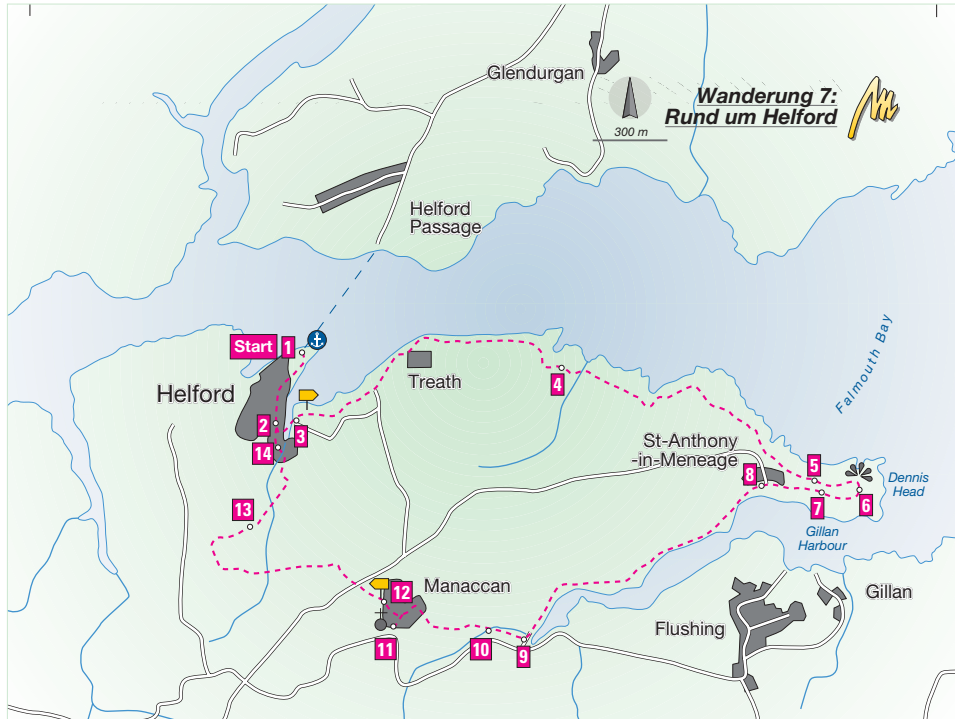 Glendurgan
Wanderung 7:
Rund um Helford
300 m
Helford
Passage
Falmouth Bay
Start
1
Helford
Treath
4
2
3
14
St-Anthony
-in-Meneage
8
5
Dennis
Head
6
7
13
Gillan
Harbour
12
Manaccan
Gillan
Flushing
11
10
9